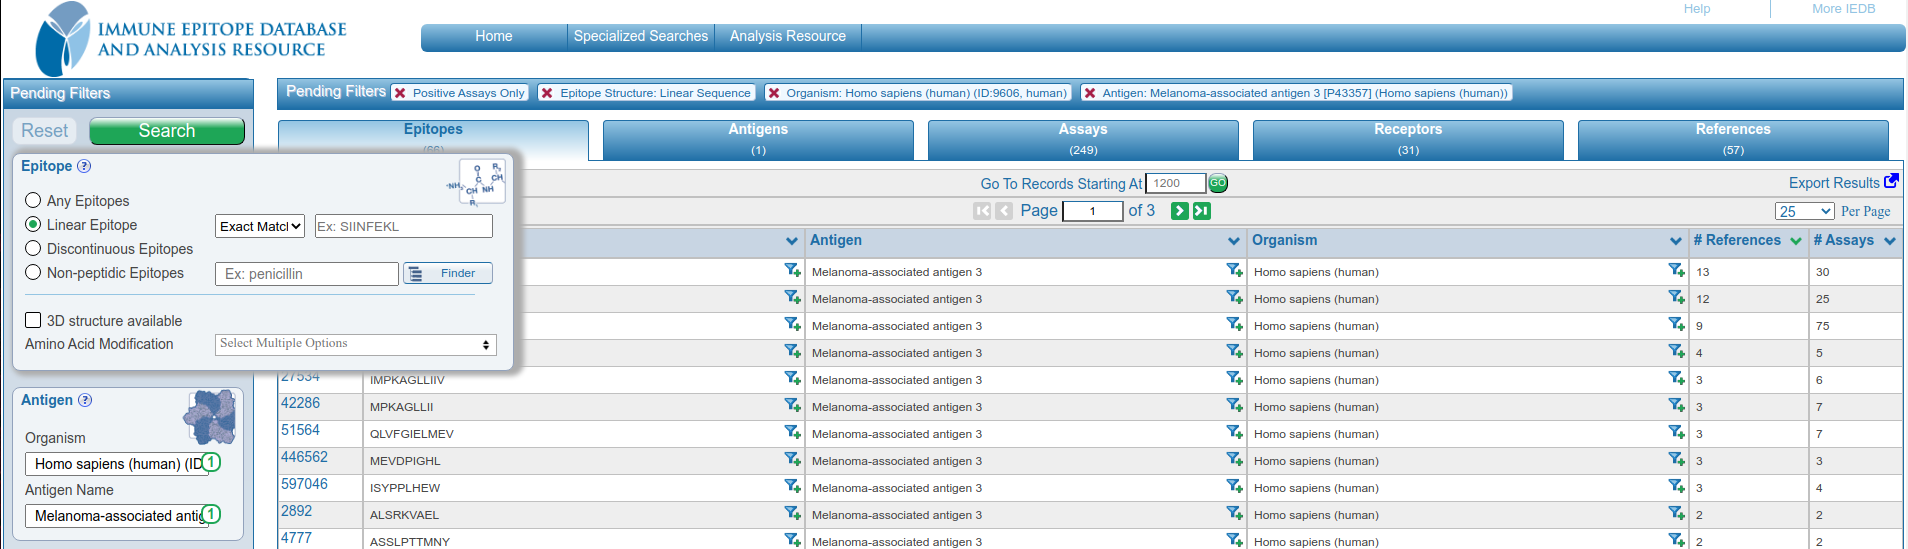 Help More IEDB
IMMUNE EPITOPE DATABASE
AND ANALYSIS RESOURCE
Home Specialized Searches Analysis Resource
Pending Filters
Reset Search
Epitope ?
Any Epitopes
Linear Epitope Exact Matcl Ex: SIINFEKL
Discontinuous Epitopes
Non-peptidic Epitopes Ex: penicillin Finder
3D structure available
Amino Acid Modification Select Multiple Options
Antigen ?
Organism
Homo sapiens (human) (ID 1
Antigen Name
Melanoma-associated antig 1
Pending Filters Positive Assays Only Epitope Structure: Linear Sequence Organism: Homo sapiens (human) (ID:9606, human) Antigen: Melanoma-associated antigen 3 [P43357] (Homo sapiens (human))
Epitopes Antigens Assays Receptors References
(66) (1) (249) (31) (57)
Go To Records Starting At 1200 GO Export Results
Page 1 of 3 25 Per Page
Antigen Organism # References # Assays
Melanoma-associated antigen 3 Homo sapiens (human) 13 30
Melanoma-associated antigen 3 Homo sapiens (human) 12 25
Melanoma-associated antigen 3 Homo sapiens (human) 9 75
Melanoma-associated antigen 3 Homo sapiens (human) 4 5
27534 IMPKAGLLIIV Melanoma-associated antigen 3 Homo sapiens (human) 3 6
42286 MPKAGLLII Melanoma-associated antigen 3 Homo sapiens (human) 3 7
51564 QLVFGIELMEV Melanoma-associated antigen 3 Homo sapiens (human) 3 7
446562 MEVDPIGHL Melanoma-associated antigen 3 Homo sapiens (human) 3 3
597046 ISYPPLHEW Melanoma-associated antigen 3 Homo sapiens (human) 3 4
2892 ALSRKVAEL Melanoma-associated antigen 3 Homo sapiens (human) 2 2
4777 ASSLPTTMNY Melanoma-associated antigen 3 Homo sapiens (human) 2 2